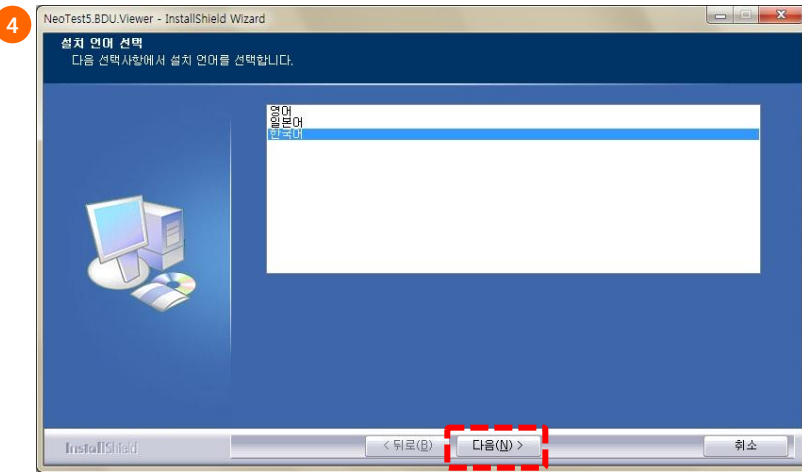 4
NeoTest5.BDU.Viewer - InstallShield Wizard
설치 언어 선택
다음 선택사항에서 설치 언어를 선택합니다.
영어
일본어
한국어
InstallShield
< 뒤로(B)
다음(N) >
취소